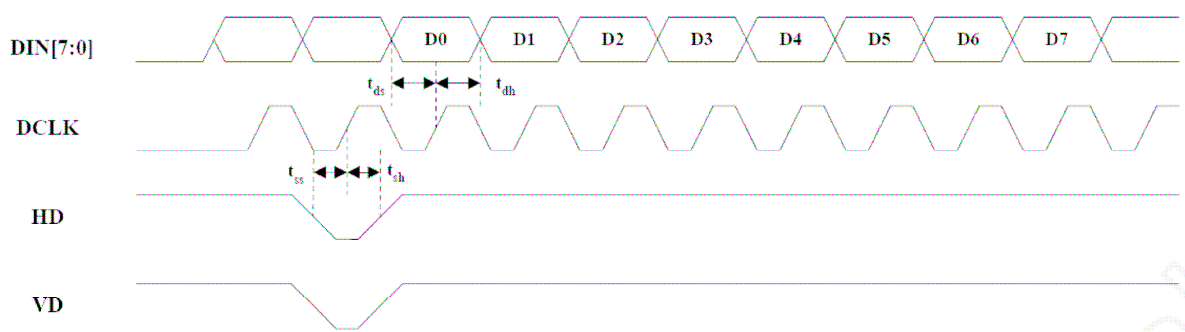 DIN[7:0] D0 D1 D2 D3 D4 D5 D6 D7
tds tdh
DCLK
tss tsh
HD
VD